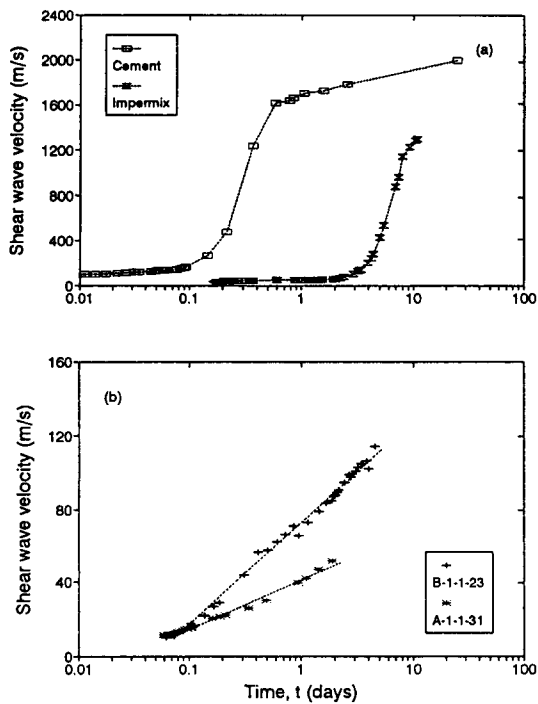 2400
2000
1600
1200
800
400
0
Shear wave velocity (m/s)
Cement
Impermix
(a)
0.01 0.1 1 10 100
160
120
80
40
0
Shear wave velocity (m/s)
(b)
B-1-1-23
A-1-1-31
0.01 0.1 1 10 100
Time, t (days)